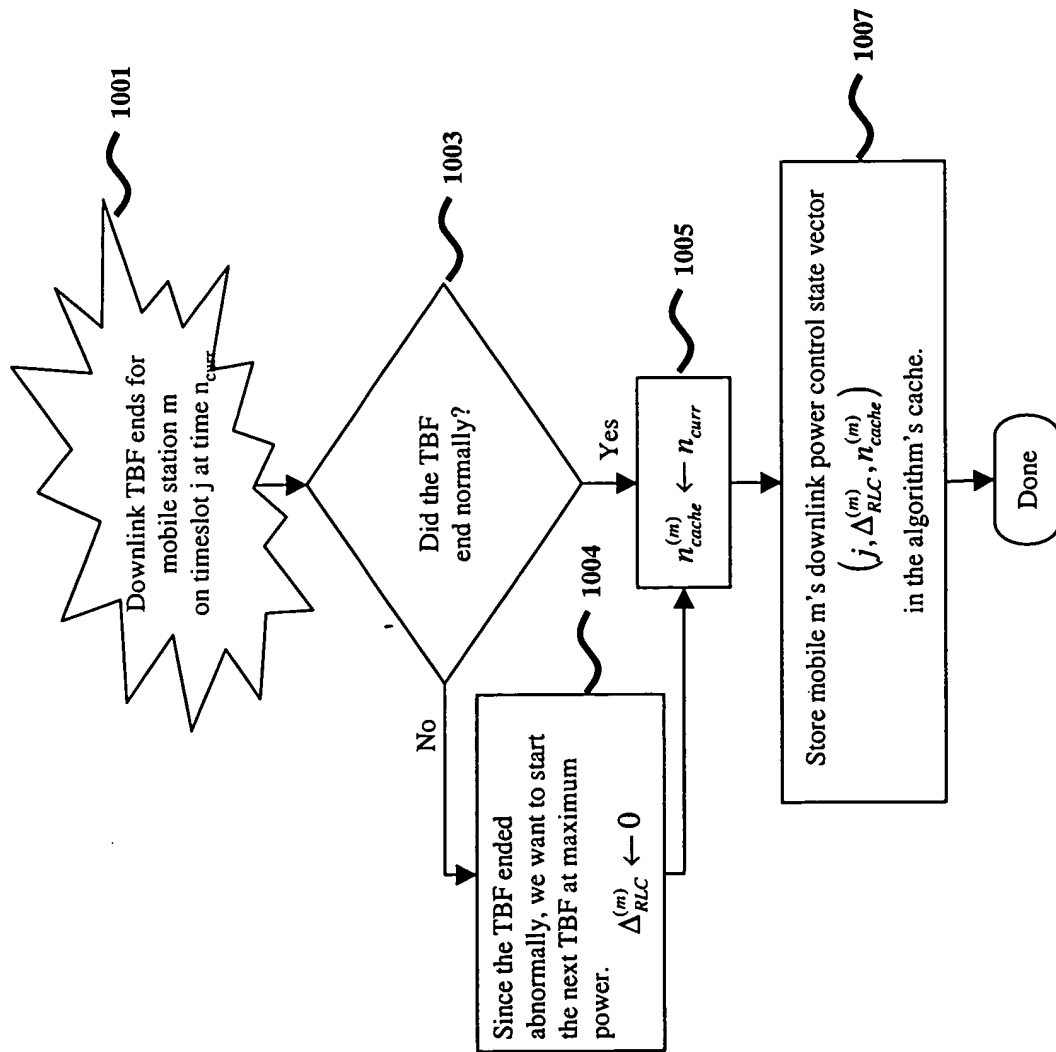 1001
Downlink TBF ends for
mobile station m
on timeslot j at time n_curr
1003
Did the TBF
end normally?
No
Yes
1004
Since the TBF ended
abnormally, we want to start
the next TBF at maximum
power. Δ_RLC^(m) ← 0
1005
n_cache^(m) ← n_curr
1007
Store mobile m's downlink power control state vector
(j, Δ_RLC^(m), n_cache^(m))
in the algorithm's cache.
Done